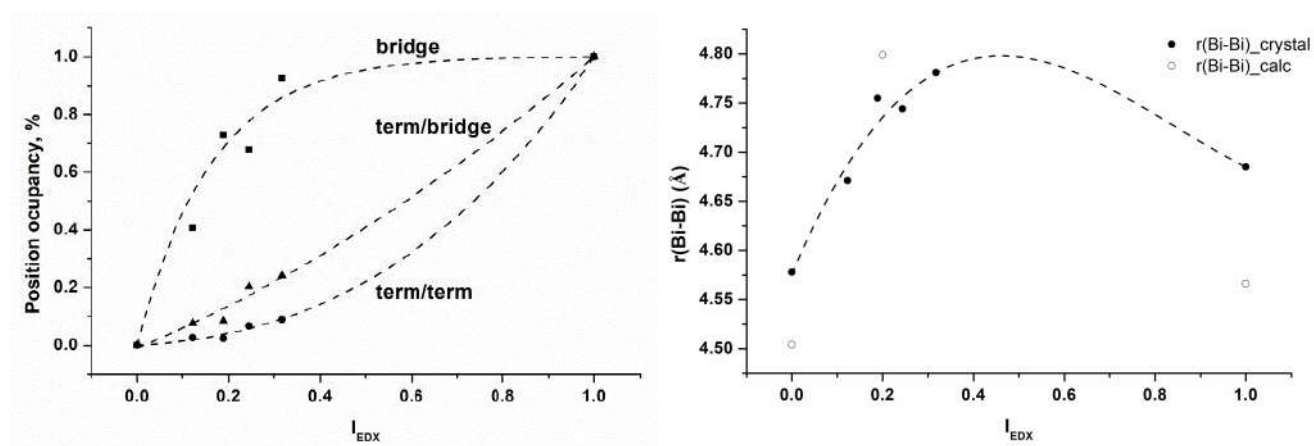 Position ocupancy, %
1.0
0.8
0.6
0.4
0.2
0.0
bridge
term/bridge
term/term
0.0 0.2 0.4 0.6 0.8 1.0
I_EDX
r(Bi-Bi) (Å)
4.80
4.75
4.70
4.65
4.60
4.55
4.50
r(Bi-Bi)_crystal
r(Bi-Bi)_calc
0.0 0.2 0.4 0.6 0.8 1.0
I_EDX